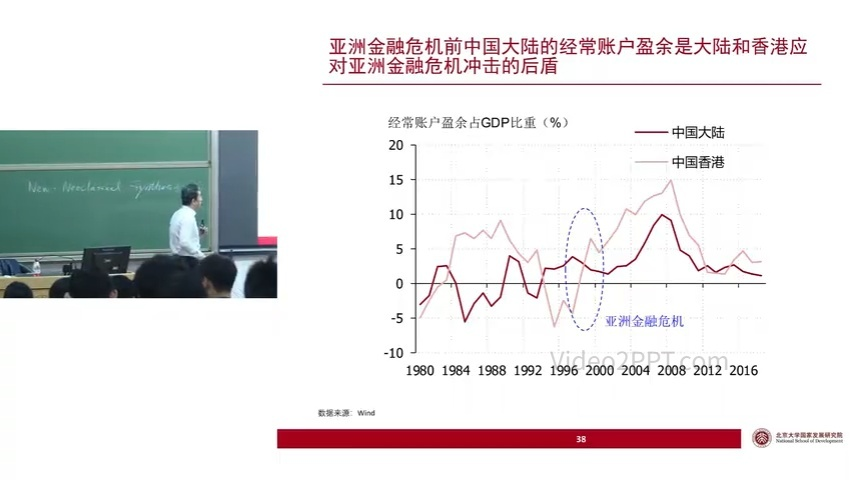 亚洲金融危机前中国大陆的经常账户盈余是大陆和香港应
对亚洲金融危机冲击的后盾
经常账户盈余占GDP比重（%）
中国大陆
中国香港
20
15
10
5
0
-5
-10
亚洲金融危机
1980 1984 1988 1992 1996 2000 2004 2008 2012 2016
Video2PPT.com
New-Neoclassical Synthesis
数据来源：Wind
38
北京大学国家发展研究院
National School of Development